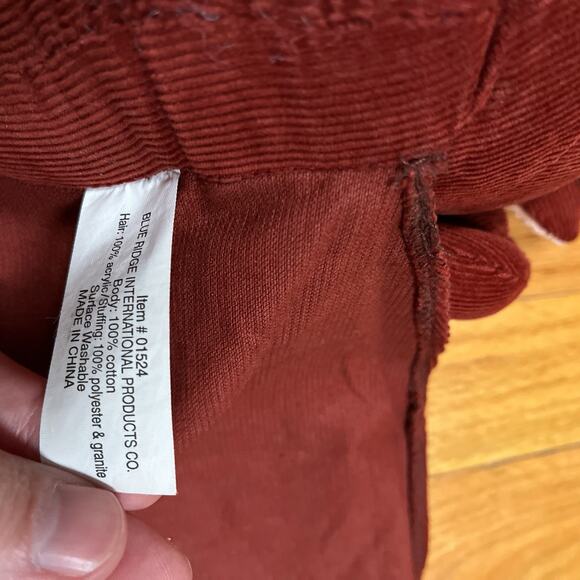 Item # 01524
BLUE RIDGE INTERNATIONAL PRODUCTS CO.
Body: 100% cotton
Hair: 100% acrylic/Stuffing: 100% polyester & granite
Surface Washable
MADE IN CHINA